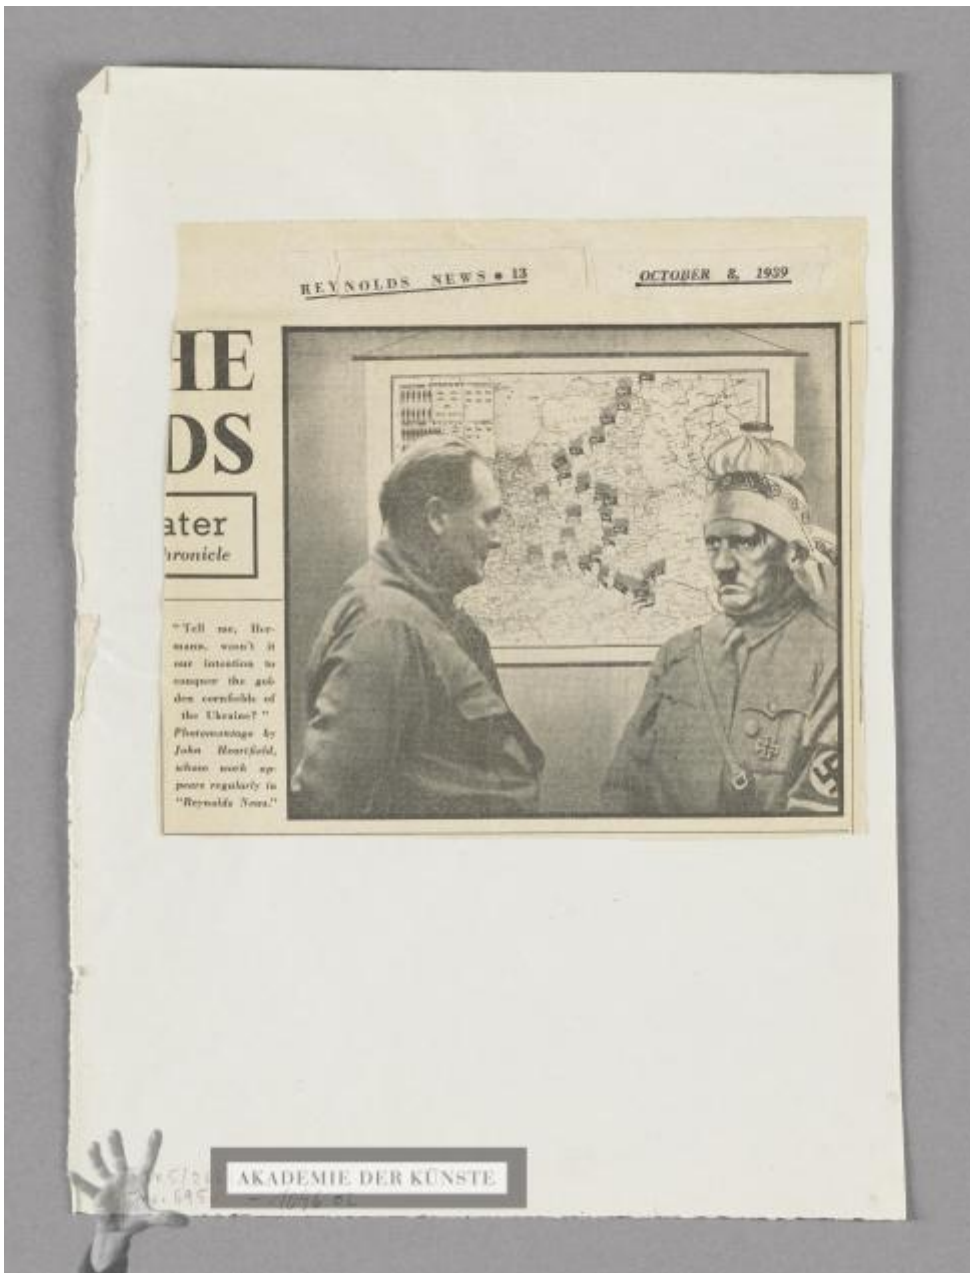 REYNOLDS NEWS • 13
OCTOBER 8, 1939
HE
DS
ater
hronicle
"Tell me, Her-
mann, wasn't it
our intention to
conquer the gol-
den cornfields of
the Ukraine?"
Photomontage by
John Heartfield,
whose work ap-
pears regularly in
"Reynolds News."
AKADEMIE DER KÜNSTE